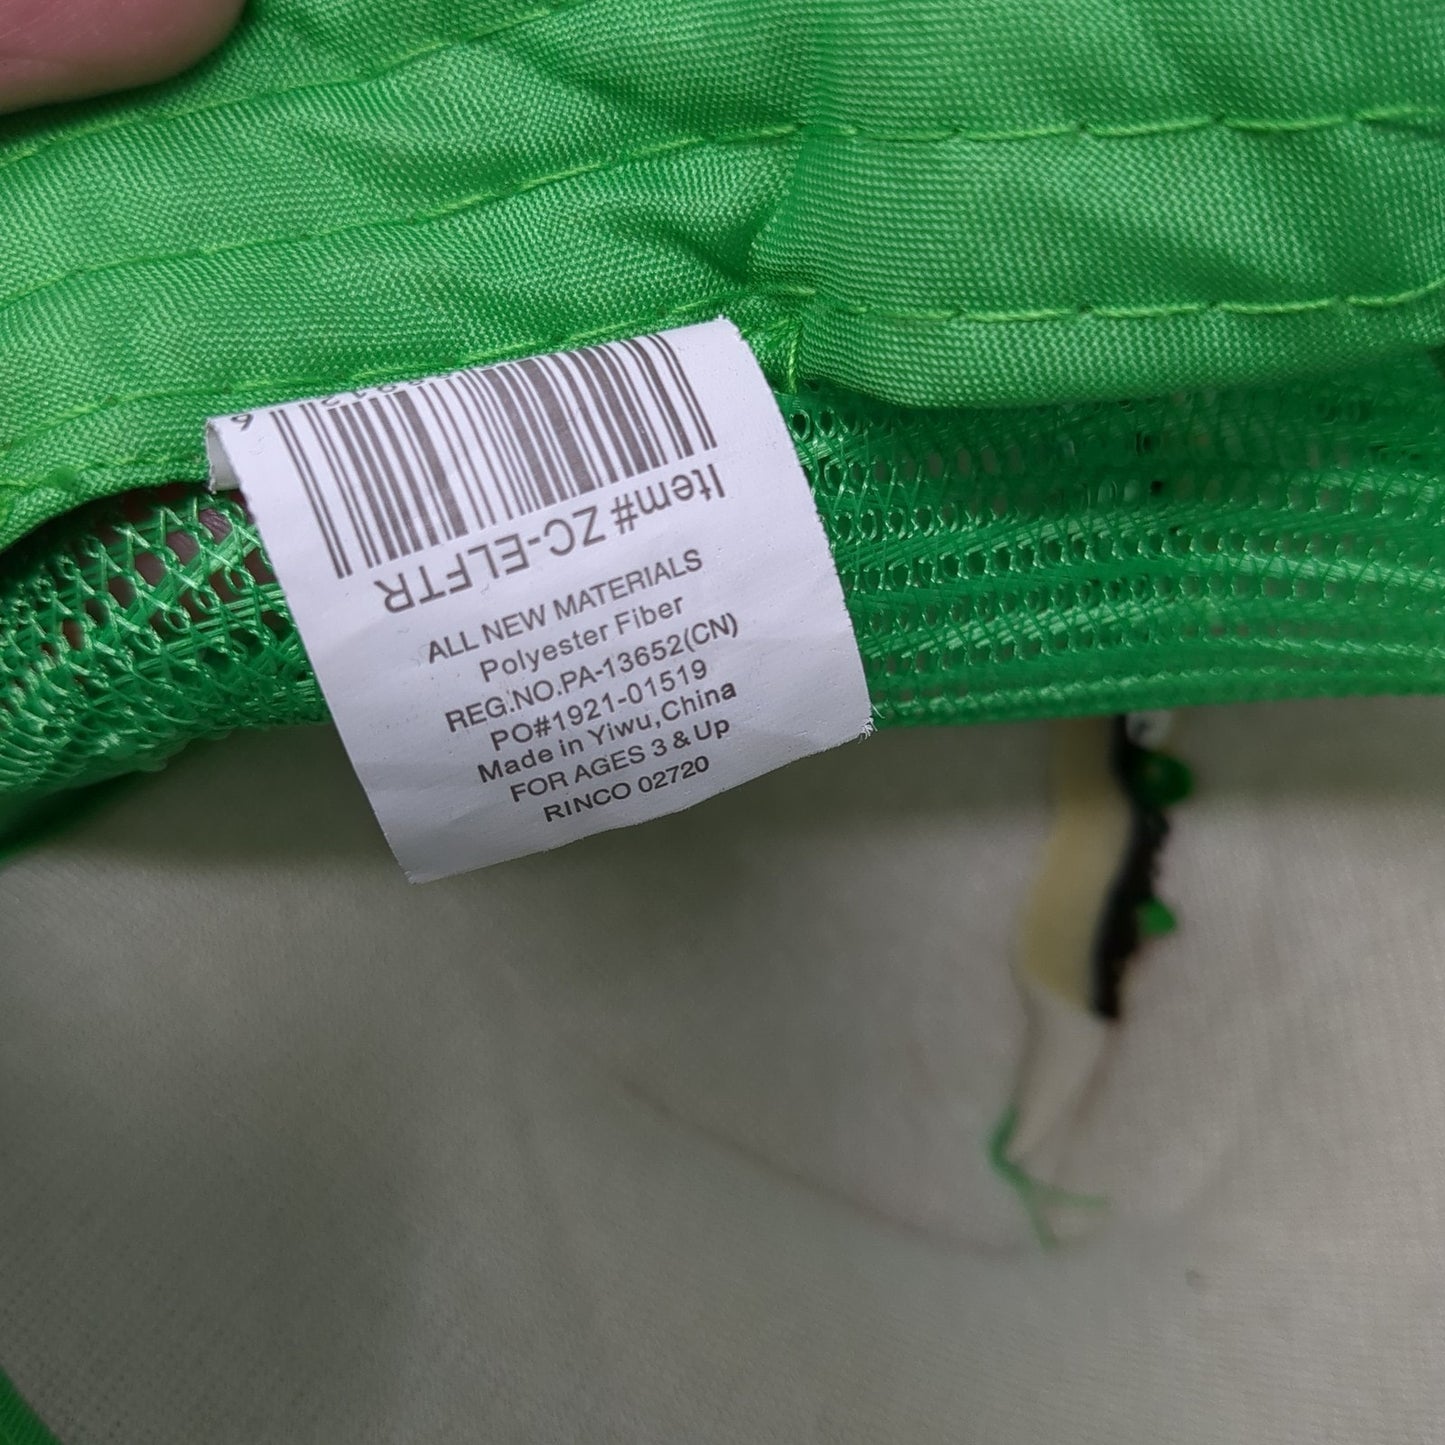 Item# ZC-ELFTR
ALL NEW MATERIALS
Polyester Fiber
REG.NO.PA-13652(CN)
PO#1921-01519
Made in Yiwu,China
FOR AGES 3 & Up
RINCO 02720